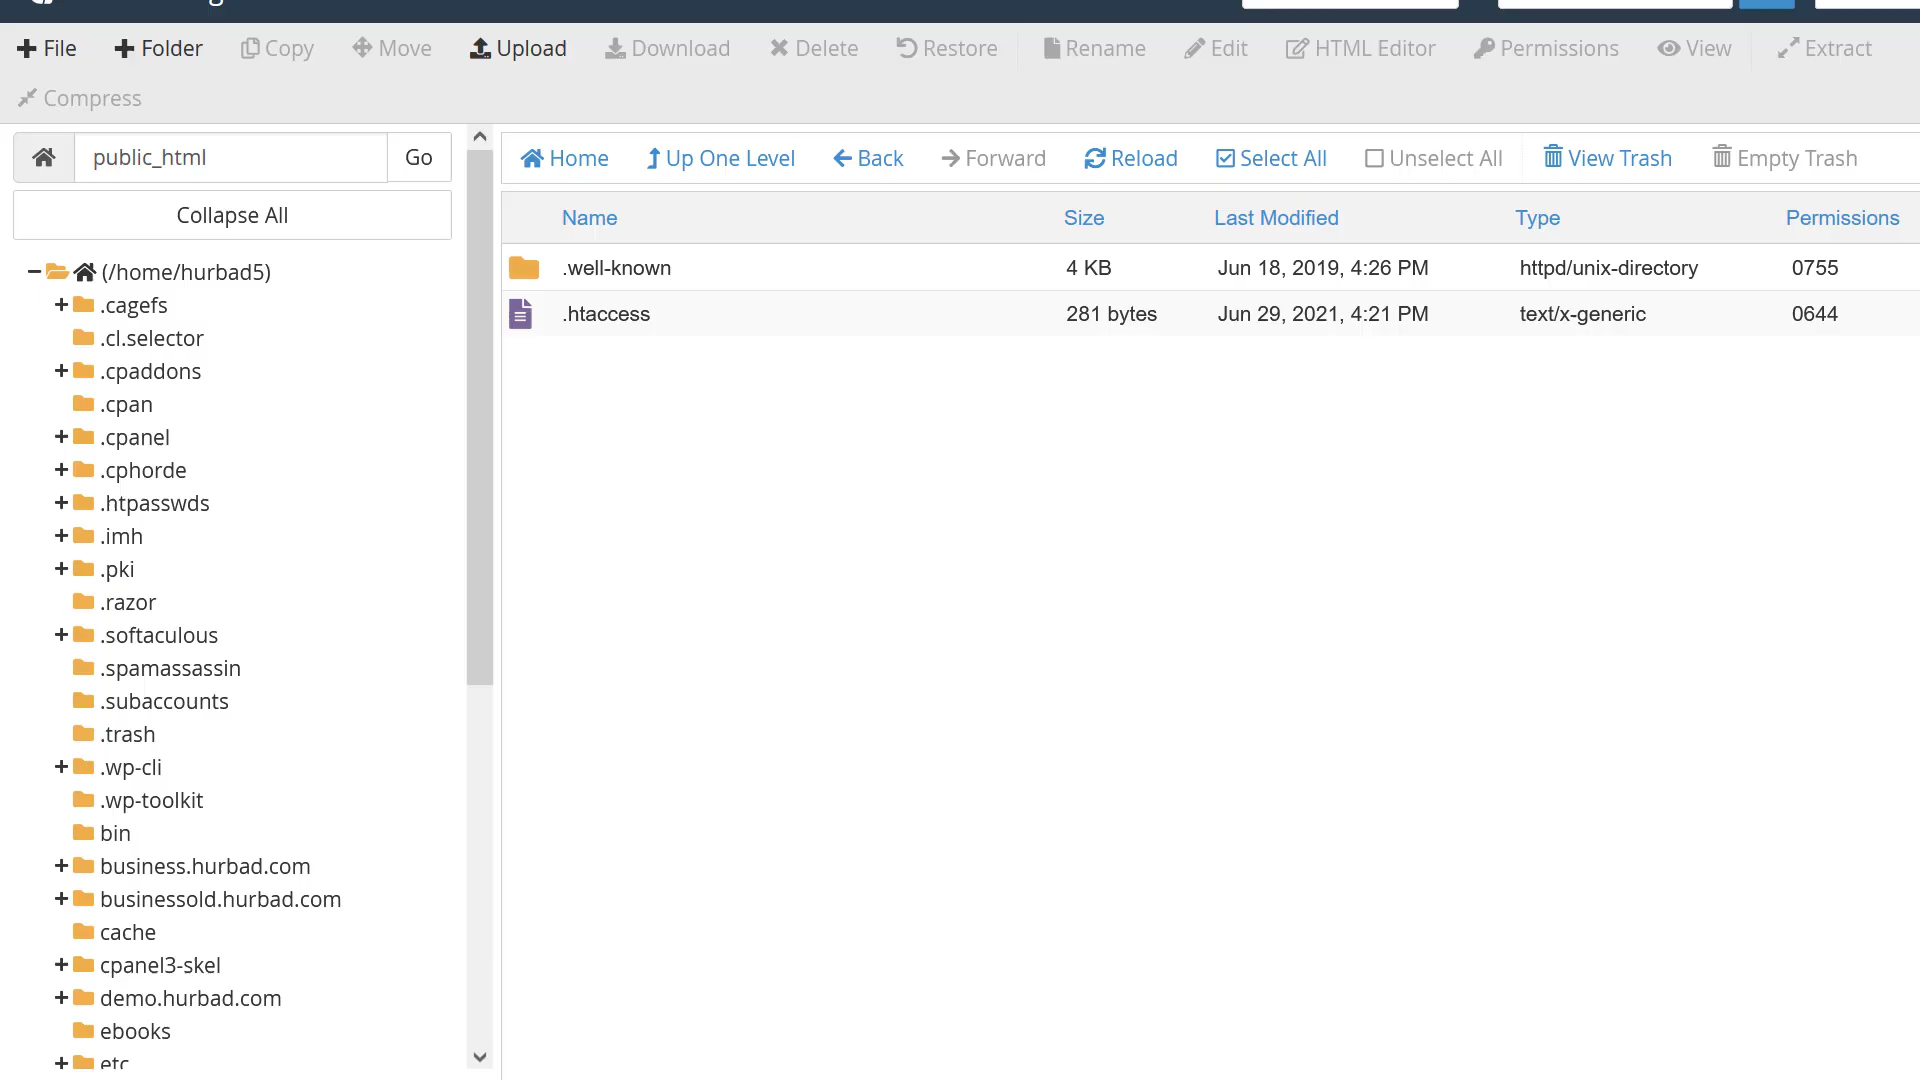 File Folder Copy Move Upload Download Delete Restore Rename Edit HTML Editor Permissions View Extract
Compress
public_html Go
Collapse All
(/home/hurbad5)
.cagefs
.cl.selector
.cpaddons
.cpan
.cpanel
.cphorde
.htpasswds
.imh
.pki
.razor
.softaculous
.spamassassin
.subaccounts
.trash
.wp-cli
.wp-toolkit
bin
business.hurbad.com
businessold.hurbad.com
cache
cpanel3-skel
demo.hurbad.com
ebooks
etc
Home Up One Level Back Forward Reload Select All Unselect All View Trash Empty Trash
Name Size Last Modified Type Permissions
.well-known 4 KB Jun 18, 2019, 4:26 PM httpd/unix-directory 0755
.htaccess 281 bytes Jun 29, 2021, 4:21 PM text/x-generic 0644